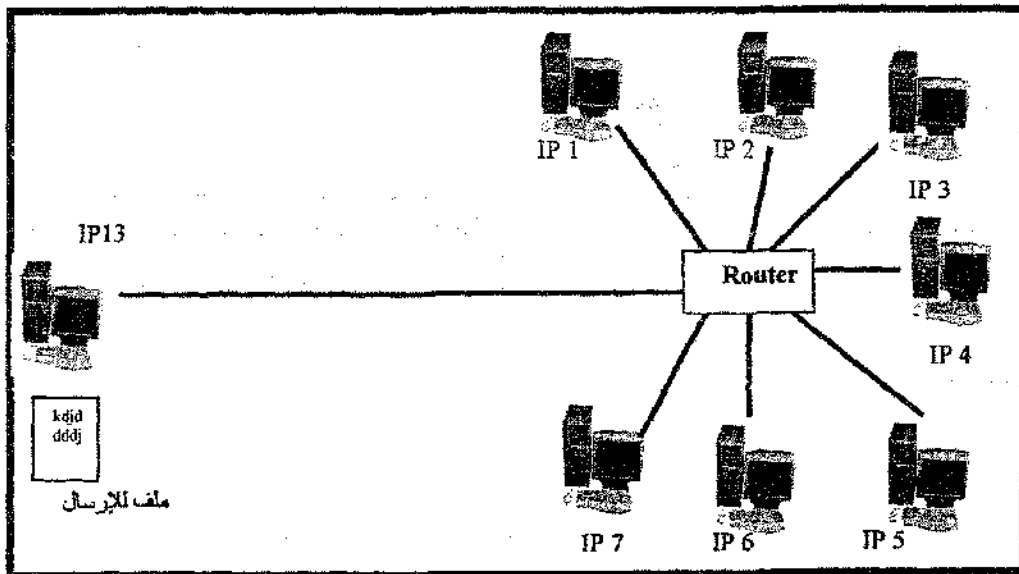 IP 1
IP 2
IP 3
IP13
Router
IP 4
kdjd
dddj
ملف للإرسال
IP 7
IP 6
IP 5